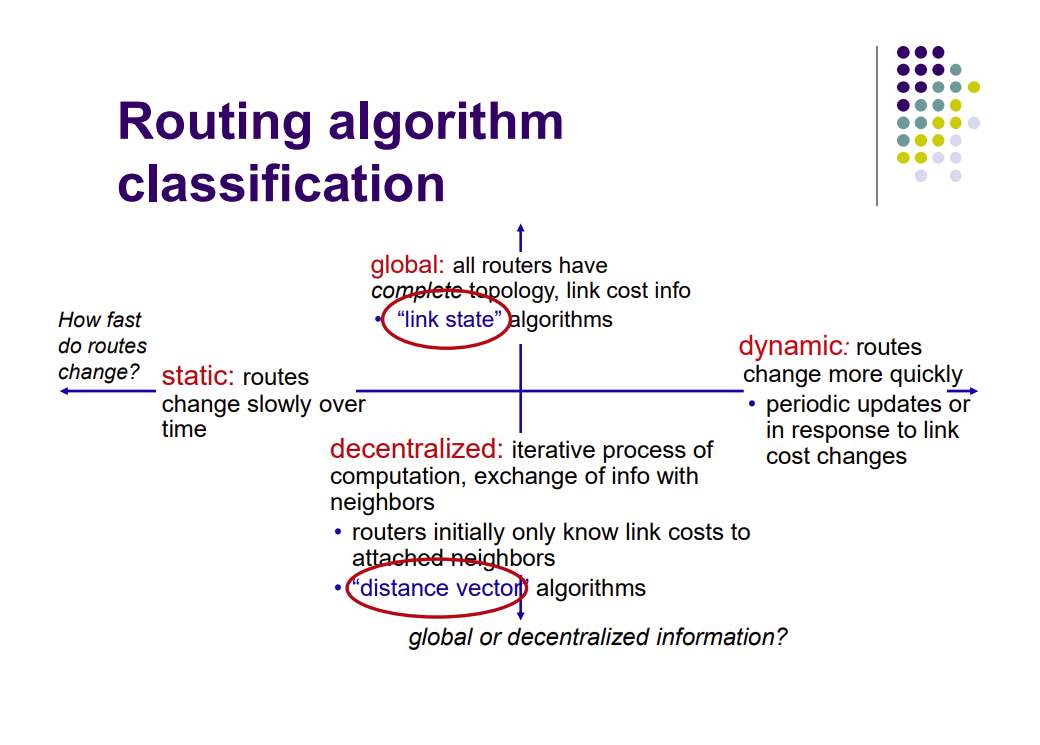 Routing algorithm
classification
global: all routers have
complete topology, link cost info
• “link state” algorithms
How fast
do routes
change?
static: routes
change slowly over
time
dynamic: routes
change more quickly
• periodic updates or
in response to link
cost changes
decentralized: iterative process of
computation, exchange of info with
neighbors
• routers initially only know link costs to
attached neighbors
• “distance vector” algorithms
global or decentralized information?